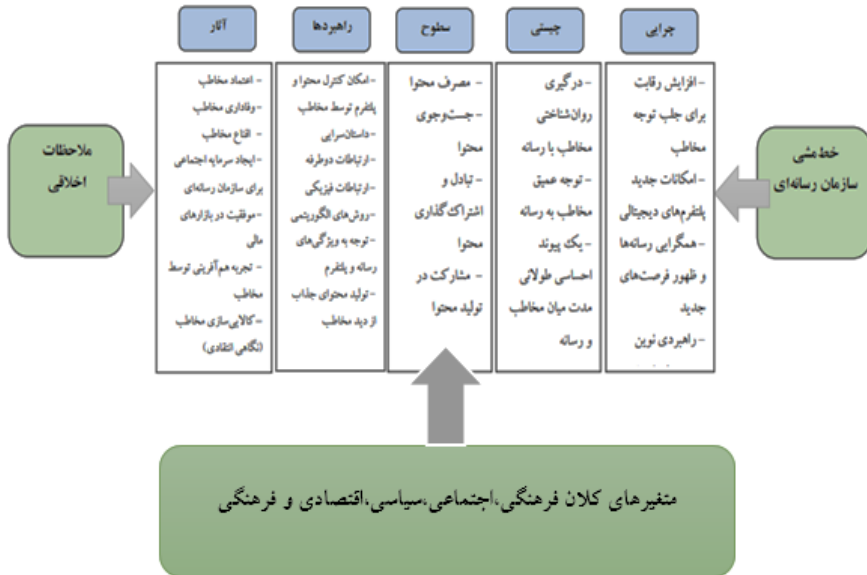 چرایی
-افزایش رقابت
برای جلب توجه
مخاطب
-امکانات جدید
پلتفرم‌های دیجیتالی
-همگرایی رسانه‌ها
و ظهور فرصت‌های
جدید
-راهبردی نوین
چیستی
-درگیری
روان‌شناختی
مخاطب با رسانه
-توجه عمیق
مخاطب به رسانه
-یک پیوند
احساسی طولانی
مدت میان مخاطب
و رسانه
سطوح
- مصرف محتوا
-جست‌وجوی
محتوا
- تبادل و
اشتراک‌گذاری
محتوا
- مشارکت در
تولید محتوا
راهبردها
-امکان کنترل محتوا و
پلتفرم توسط مخاطب
-داستان‌سرایی
-ارتباطات دوطرفه
-ارتباطات فیزیکی
-روش‌های الگوریتمی
-توجه به ویژگی‌های
رسانه و پلتفرم
-تولید محتوای جذاب
از دید مخاطب
آثار
- اعتماد مخاطب
-وفاداری مخاطب
- اقناع مخاطب
-ایجاد سرمایه اجتماعی
برای سازمان رسانه‌ای
-موفقیت در بازارهای
مالی
- تجربه هم‌آفرینی توسط
مخاطب
-کالایی‌سازی مخاطب
(نگاهی انتقادی)
خط‌مشی
سازمان رسانه‌ای
ملاحظات
اخلاقی
متغیرهای کلان فرهنگی،اجتماعی،سیاسی،اقتصادی و فرهنگی